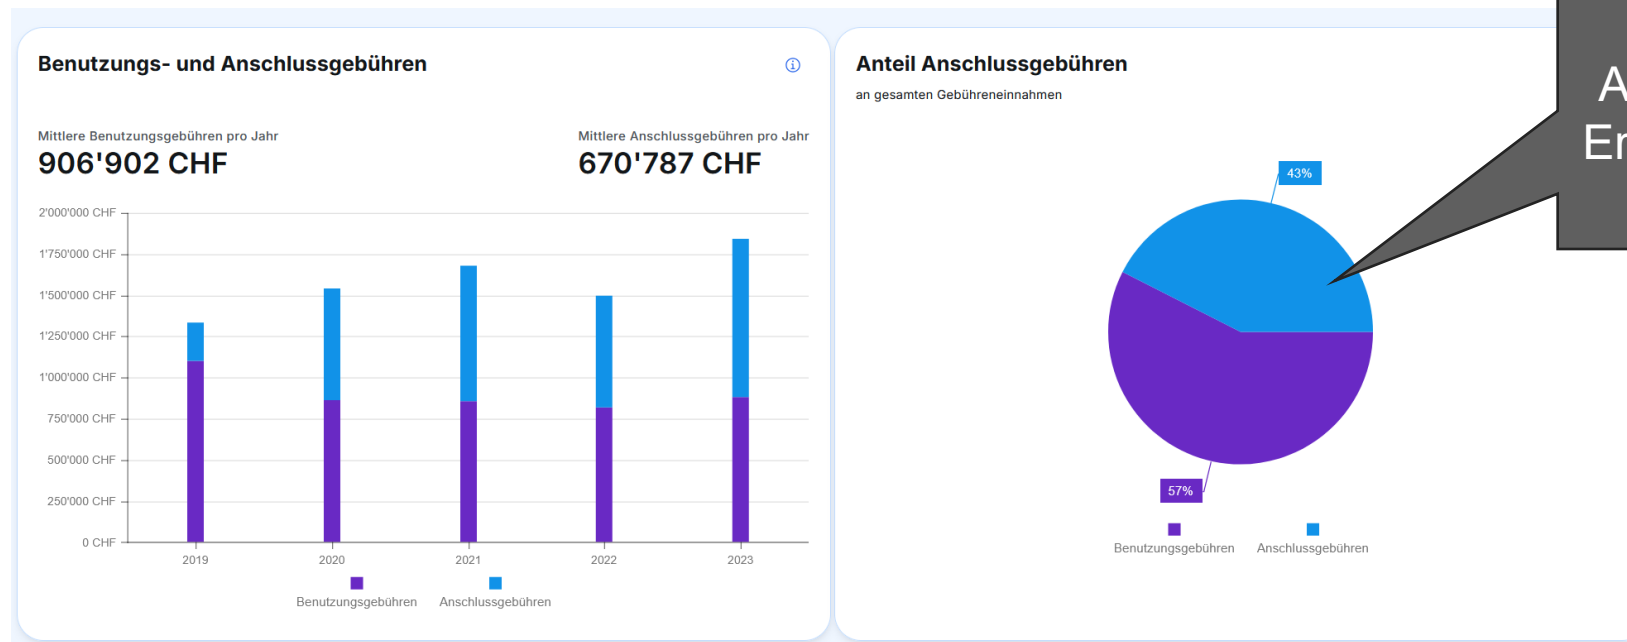 Benutzungs- und Anschlussgebühren
Mittlere Benutzungsgebühren pro Jahr
906'902 CHF
Mittlere Anschlussgebühren pro Jahr
670'787 CHF
2'000'000 CHF
1'750'000 CHF
1'500'000 CHF
1'250'000 CHF
1'000'000 CHF
750'000 CHF
500'000 CHF
250'000 CHF
0 CHF
2019 2020 2021 2022 2023
Benutzungsgebühren Anschlussgebühren
Anteil Anschlussgebühren
an gesamten Gebühreneinnahmen
43%
57%
Benutzungsgebühren Anschlussgebühren